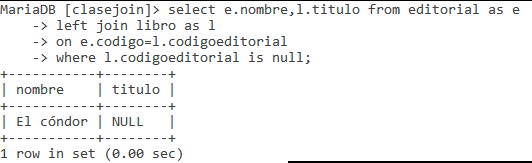 MariaDB [clasejoin]> select e.nombre,l.titulo from editorial as e
    -> left join libro as l
    -> on e.codigo=l.codigoeditorial
    -> where l.codigoeditorial is null;
+-----------+--------+
| nombre    | titulo |
+-----------+--------+
| El cóndor | NULL   |
+-----------+--------+
1 row in set (0.00 sec)